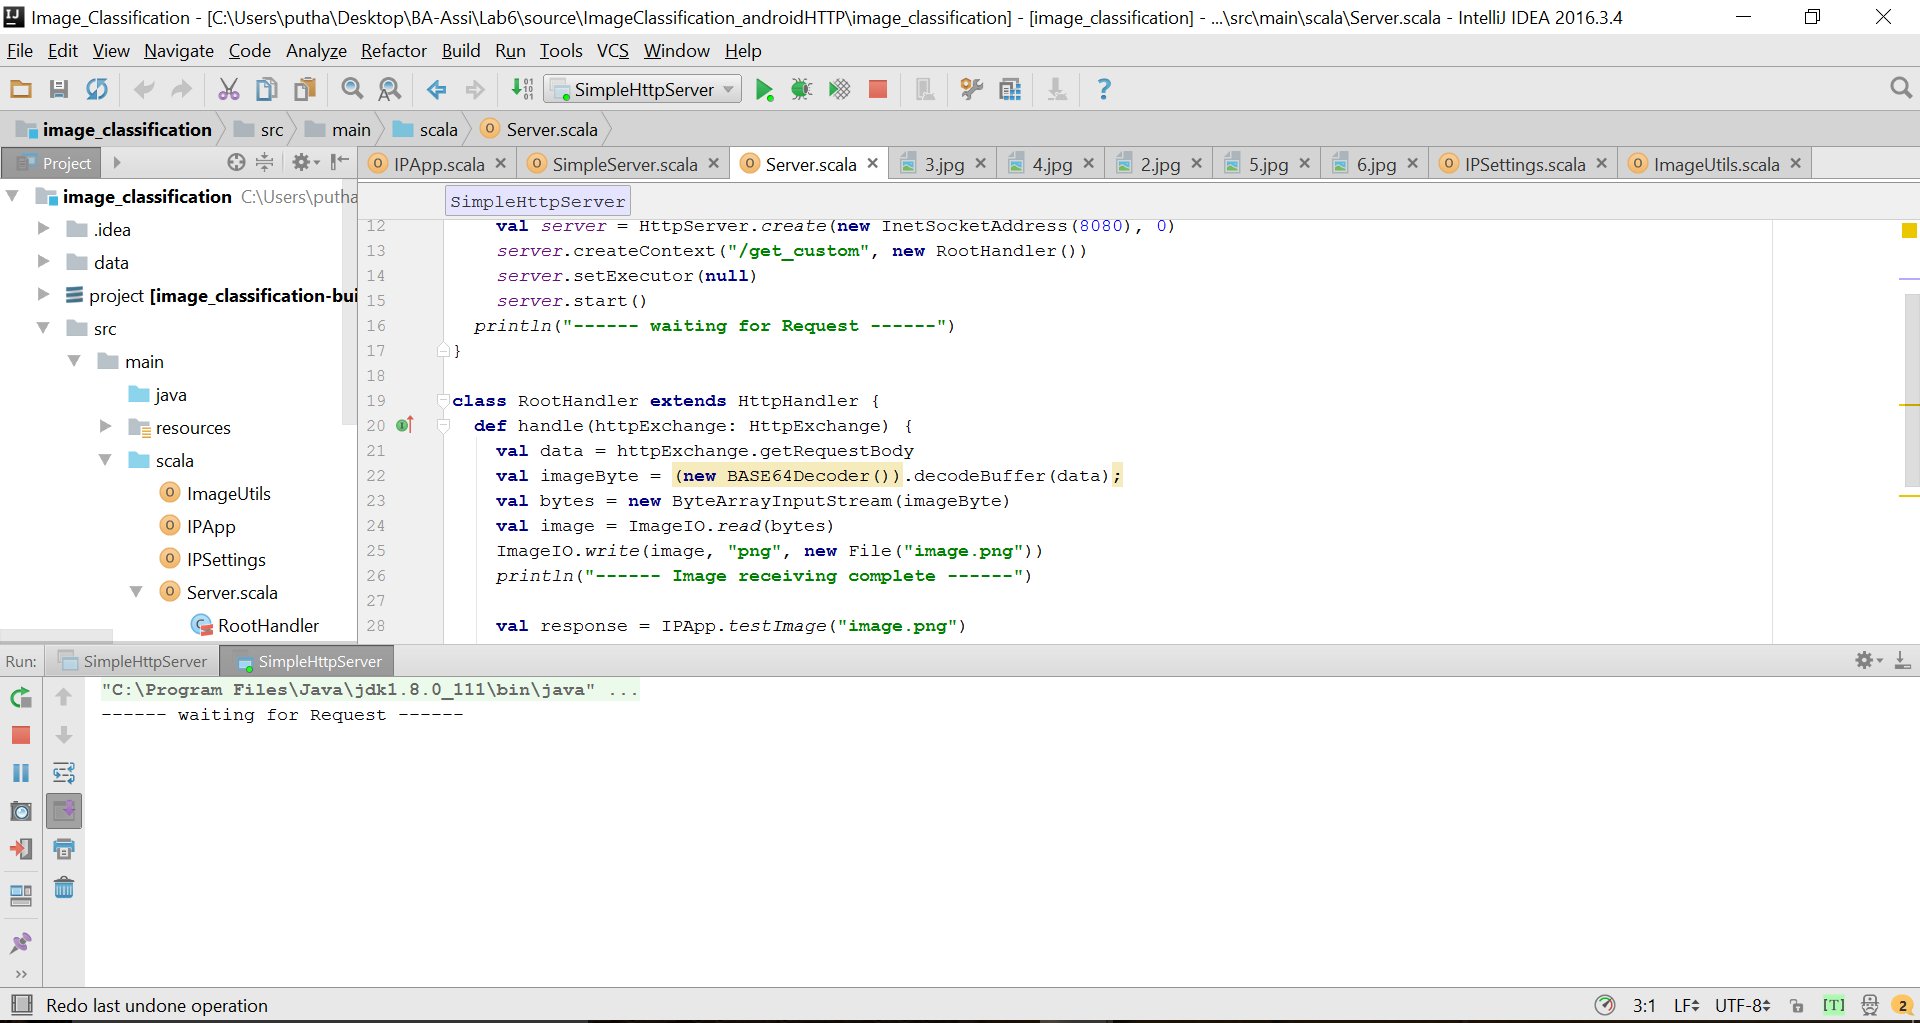 Image_Classification - [C:\Users\putha\Desktop\BA-Assi\Lab6\source\ImageClassification_androidHTTP\image_classification] - [image_classification] - ...\src\main\scala\Server.scala - IntelliJ IDEA 2016.3.4
File Edit View Navigate Code Analyze Refactor Build Run Tools VCS Window Help
SimpleHttpServer
image_classification src main scala Server.scala
Project IPApp.scala SimpleServer.scala Server.scala 3.jpg 4.jpg 2.jpg 5.jpg 6.jpg IPSettings.scala ImageUtils.scala
image_classification C:\Users\putha
.idea
data
project [image_classification-bui
src
main
java
resources
scala
ImageUtils
IPApp
IPSettings
Server.scala
RootHandler
SimpleHttpServer
12 val server = HttpServer.create(new InetSocketAddress(8080), 0)
13 server.createContext("/get_custom", new RootHandler())
14 server.setExecutor(null)
15 server.start()
16 println("------ waiting for Request ------")
17 }
18
19 class RootHandler extends HttpHandler {
20 def handle(httpExchange: HttpExchange) {
21 val data = httpExchange.getRequestBody
22 val imageByte = (new BASE64Decoder()).decodeBuffer(data);
23 val bytes = new ByteArrayInputStream(imageByte)
24 val image = ImageIO.read(bytes)
25 ImageIO.write(image, "png", new File("image.png"))
26 println("------ Image receiving complete ------")
27
28 val response = IPApp.testImage("image.png")
Run: SimpleHttpServer SimpleHttpServer
"C:\Program Files\Java\jdk1.8.0_111\bin\java" ...
------ waiting for Request ------
Redo last undone operation 3:1 LF UTF-8 [T] 2